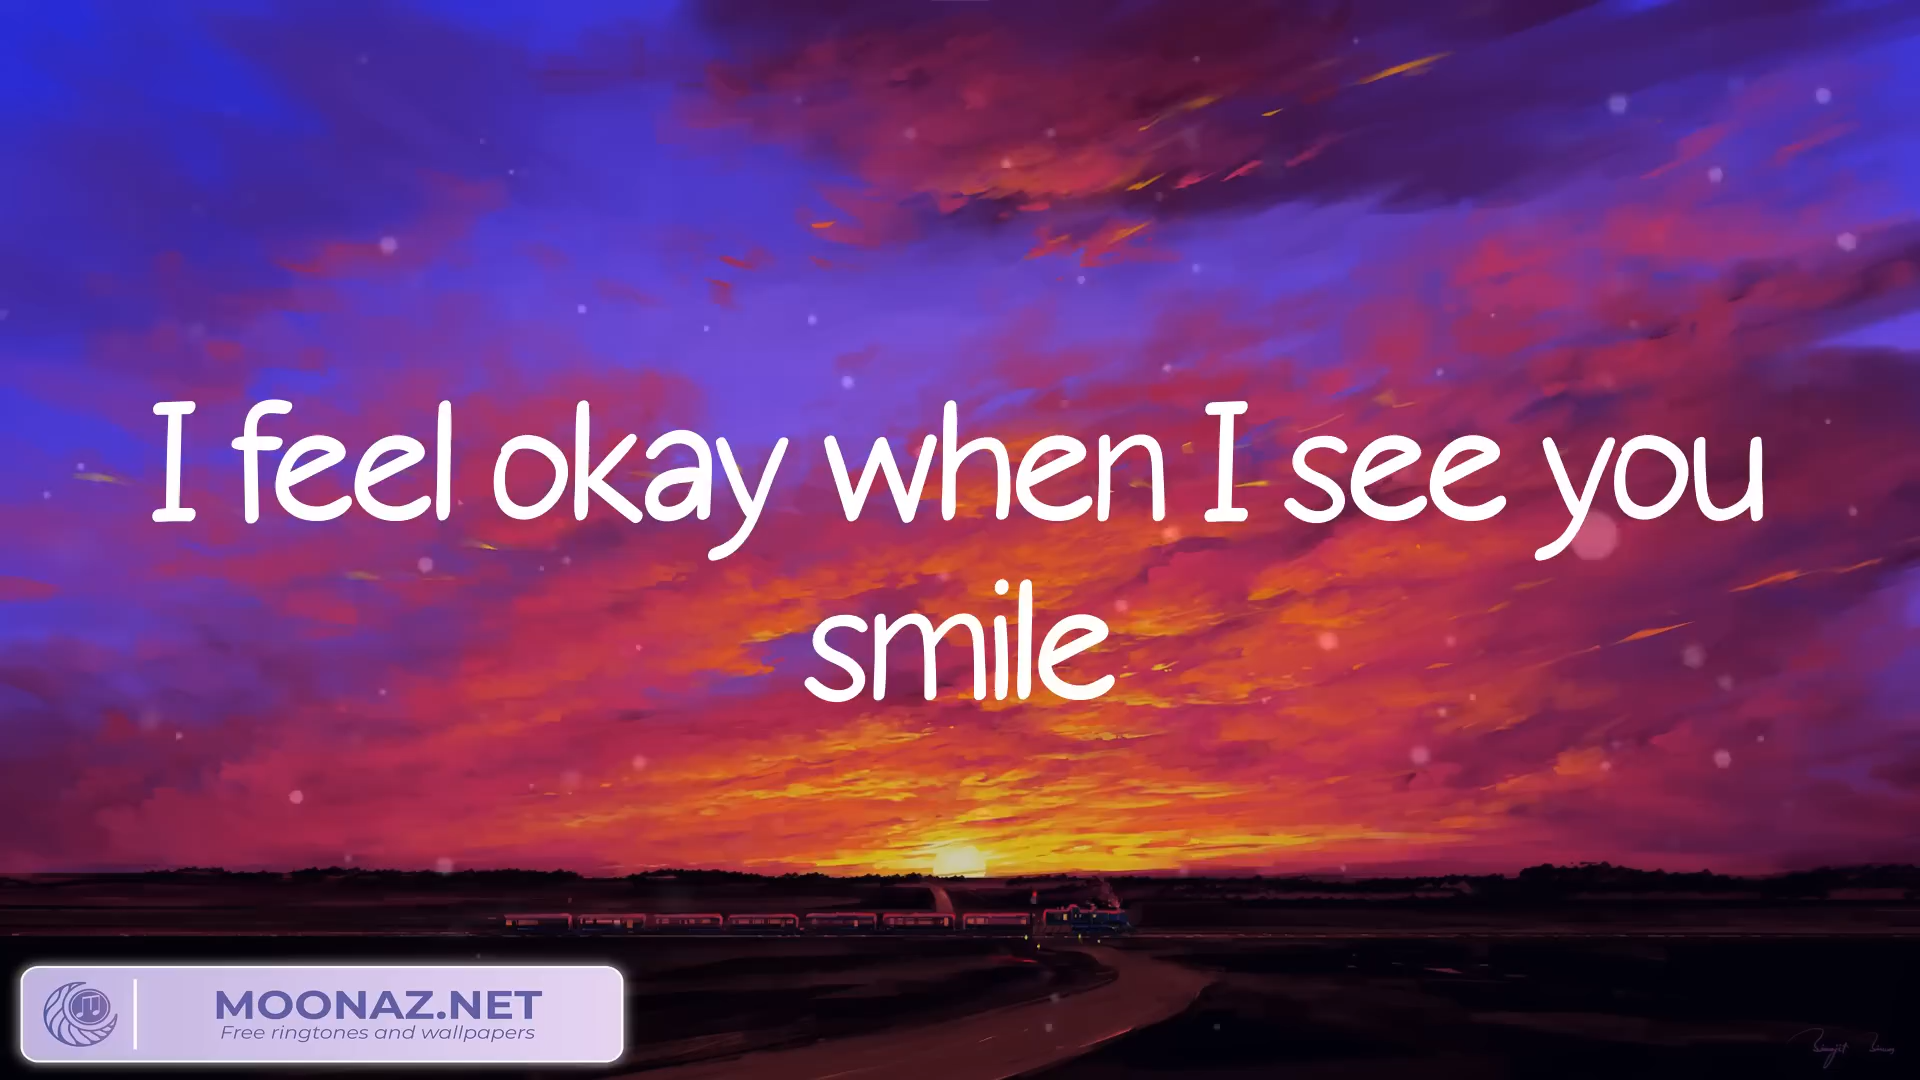 I feel okay when I see you
smile
MOONAZ.NET
Free ringtones and wallpapers